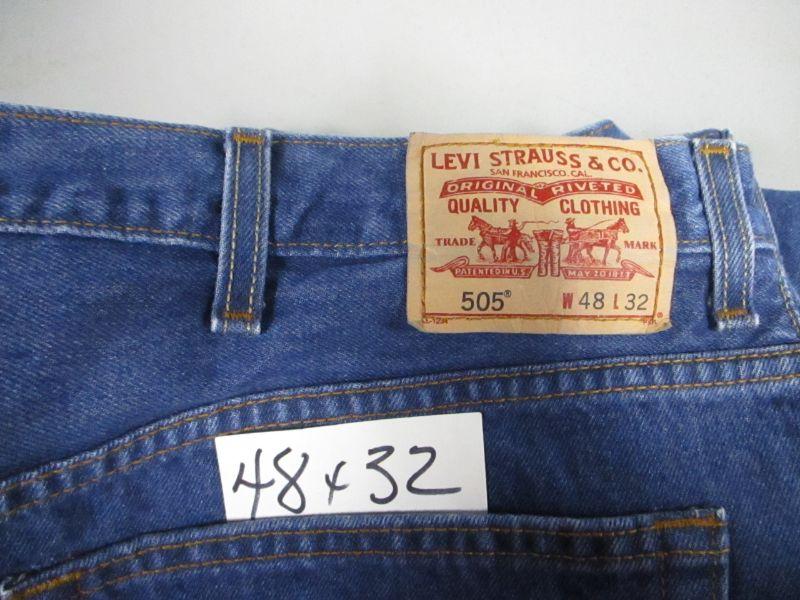 LEVI STRAUSS & CO.
SAN FRANCISCO, CAL.
ORIGINAL RIVETED
QUALITY CLOTHING
TRADE MARK
PATENTED IN U.S. MAY 20 1873
505® W 48 L 32
48 x 32